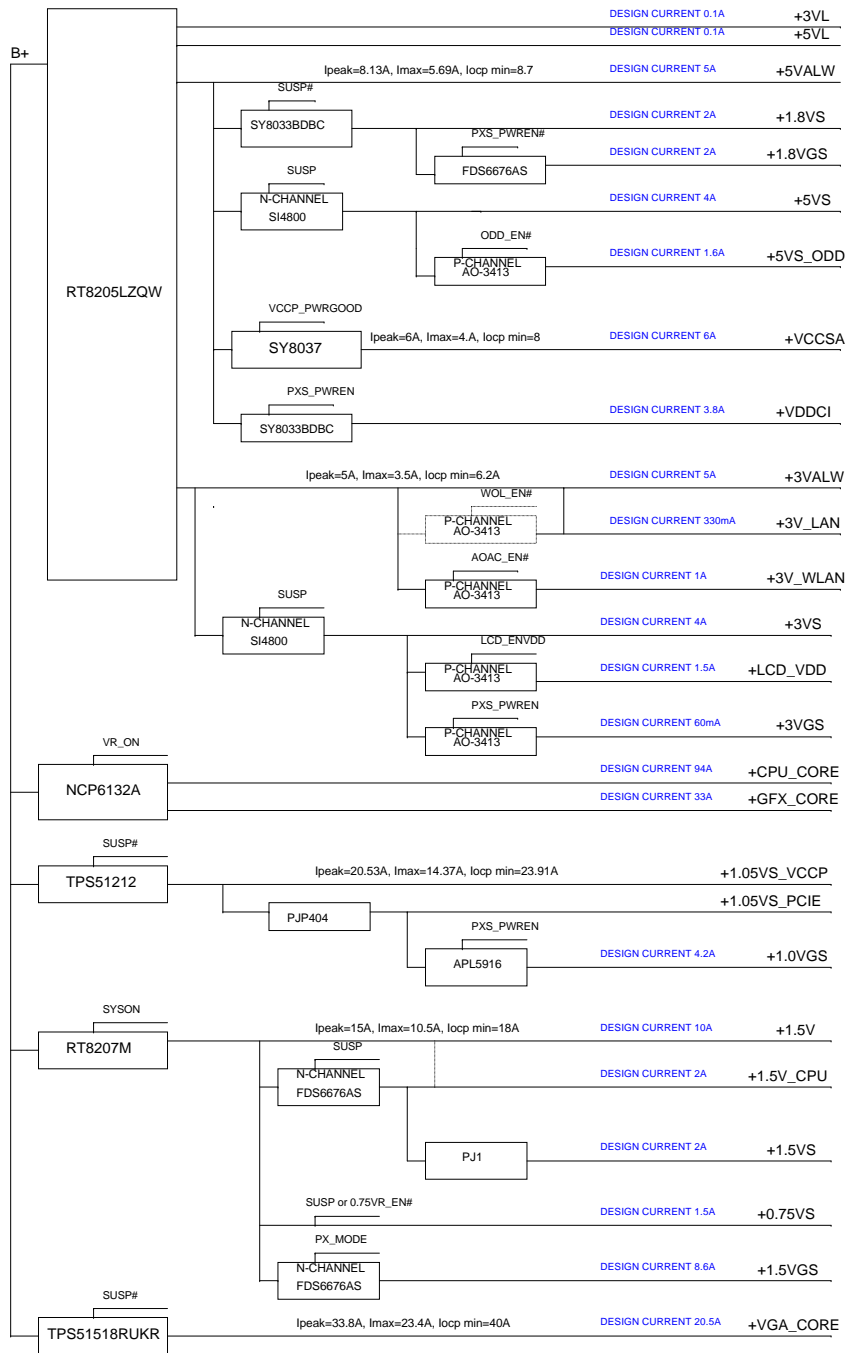 DESIGN CURRENT 0.1A +3VL
DESIGN CURRENT 0.1A +5VL
B+
Ipeak=8.13A, Imax=5.69A, Iocp min=8.7 DESIGN CURRENT 5A +5VALW
SUSP#
SY8033BDBC DESIGN CURRENT 2A +1.8VS
PXS_PWREN#
FDS6676AS DESIGN CURRENT 2A +1.8VGS
SUSP
N-CHANNEL DESIGN CURRENT 4A +5VS
SI4800
ODD_EN#
P-CHANNEL DESIGN CURRENT 1.6A +5VS_ODD
AO-3413
RT8205LZQW
VCCP_PWRGOOD
SY8037 Ipeak=6A, Imax=4.A, Iocp min=8 DESIGN CURRENT 6A +VCCSA
PXS_PWREN
SY8033BDBC DESIGN CURRENT 3.8A +VDDCI
Ipeak=5A, Imax=3.5A, Iocp min=6.2A DESIGN CURRENT 5A +3VALW
WOL_EN#
P-CHANNEL DESIGN CURRENT 330mA +3V_LAN
AO-3413
AOAC_EN#
P-CHANNEL DESIGN CURRENT 1A +3V_WLAN
AO-3413
SUSP
N-CHANNEL DESIGN CURRENT 4A +3VS
SI4800
LCD_ENVDD
P-CHANNEL DESIGN CURRENT 1.5A +LCD_VDD
AO-3413
PXS_PWREN
P-CHANNEL DESIGN CURRENT 60mA +3VGS
AO-3413
VR_ON
NCP6132A DESIGN CURRENT 94A +CPU_CORE
DESIGN CURRENT 33A +GFX_CORE
SUSP#
TPS51212 Ipeak=20.53A, Imax=14.37A, Iocp min=23.91A +1.05VS_VCCP
PJP404 +1.05VS_PCIE
PXS_PWREN
APL5916 DESIGN CURRENT 4.2A +1.0VGS
SYSON
RT8207M Ipeak=15A, Imax=10.5A, Iocp min=18A DESIGN CURRENT 10A +1.5V
SUSP
N-CHANNEL DESIGN CURRENT 2A +1.5V_CPU
FDS6676AS
PJ1 DESIGN CURRENT 2A +1.5VS
SUSP or 0.75VR_EN# DESIGN CURRENT 1.5A +0.75VS
PX_MODE
N-CHANNEL DESIGN CURRENT 8.6A +1.5VGS
FDS6676AS
SUSP#
TPS51518RUKR Ipeak=33.8A, Imax=23.4A, Iocp min=40A DESIGN CURRENT 20.5A +VGA_CORE